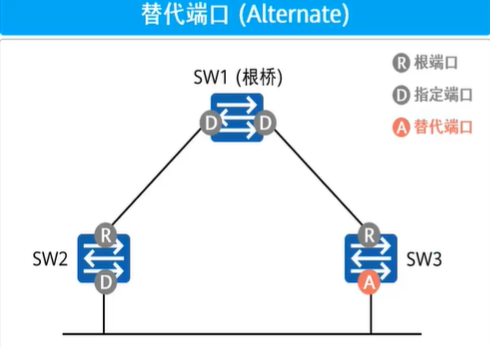 替代端口 (Alternate)
SW1 (根桥)
R 根端口
D 指定端口
A 替代端口
D D
R R
SW2 SW3
D A